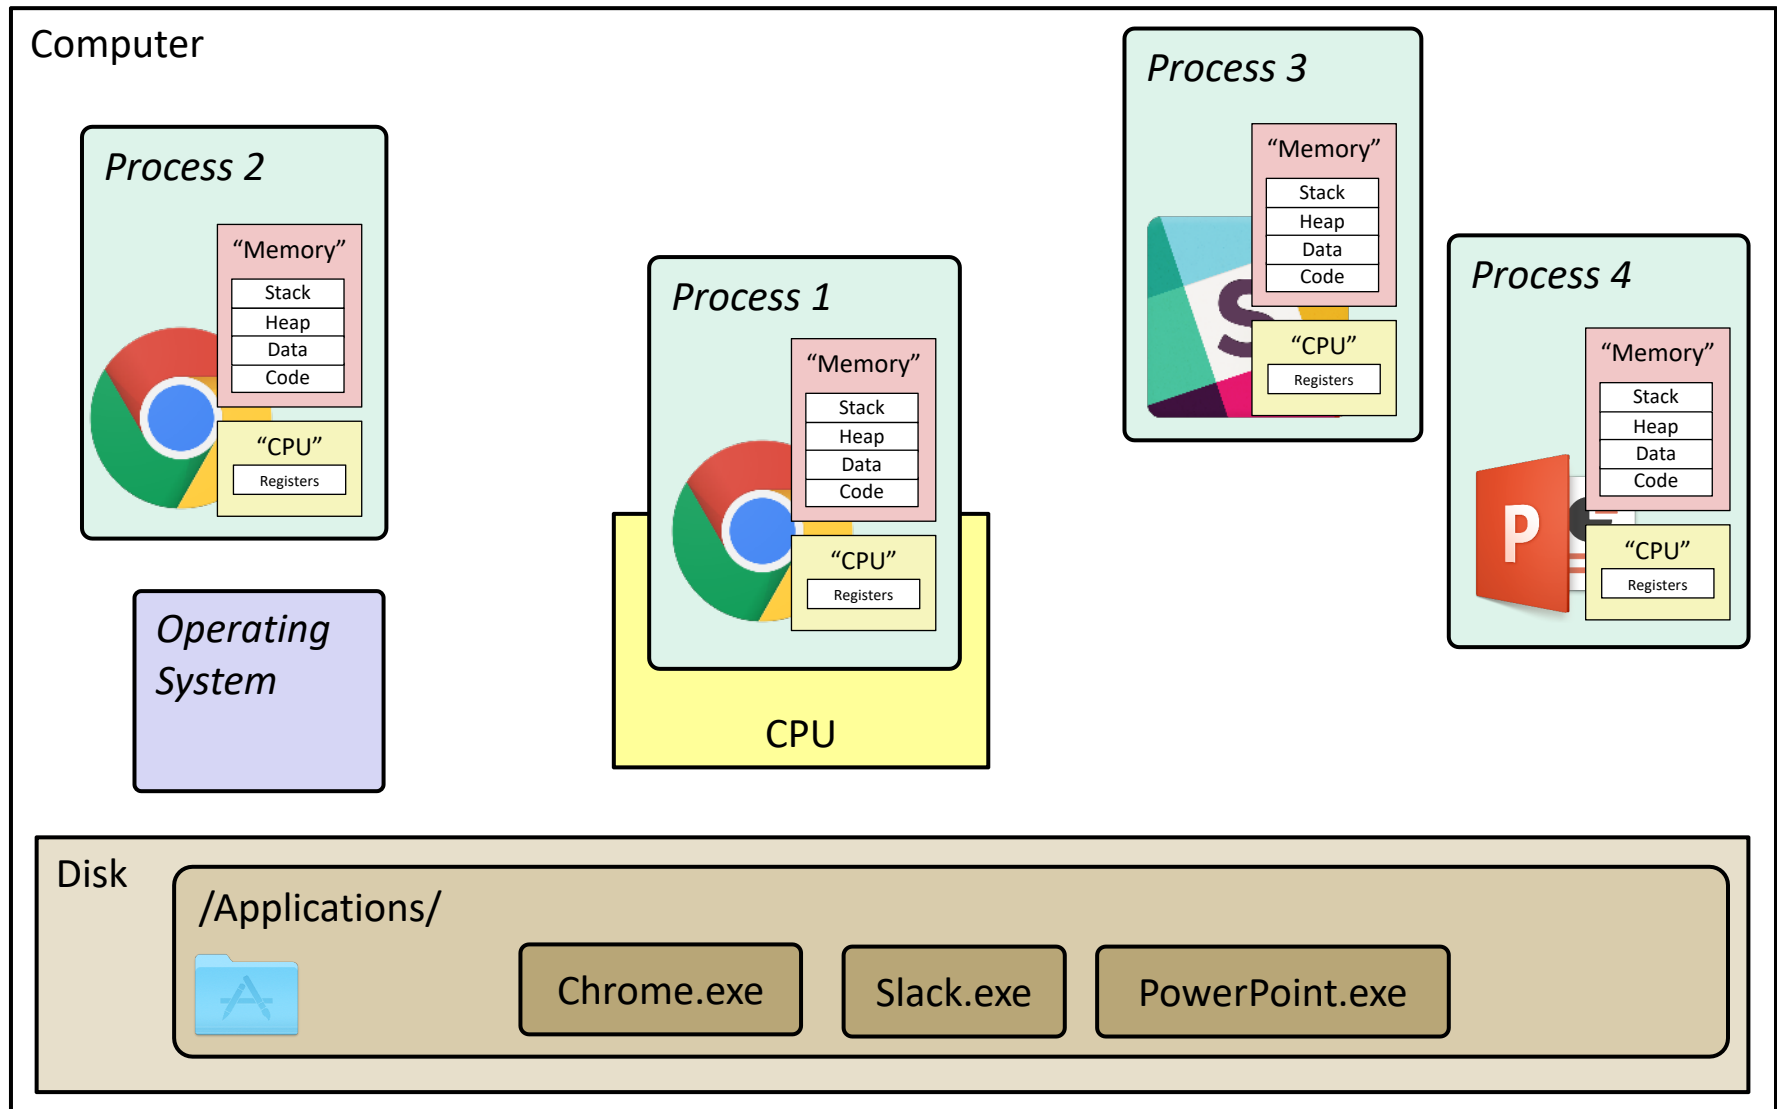 Computer
Process 2
“Memory”
Stack
Heap
Data
Code
“CPU”
Registers
Process 1
“Memory”
Stack
Heap
Data
Code
“CPU”
Registers
Process 3
“Memory”
Stack
Heap
Data
Code
“CPU”
Registers
S
Process 4
“Memory”
Stack
Heap
Data
Code
“CPU”
Registers
P
Operating
System
CPU
Disk
/Applications/
Chrome.exe
Slack.exe
PowerPoint.exe